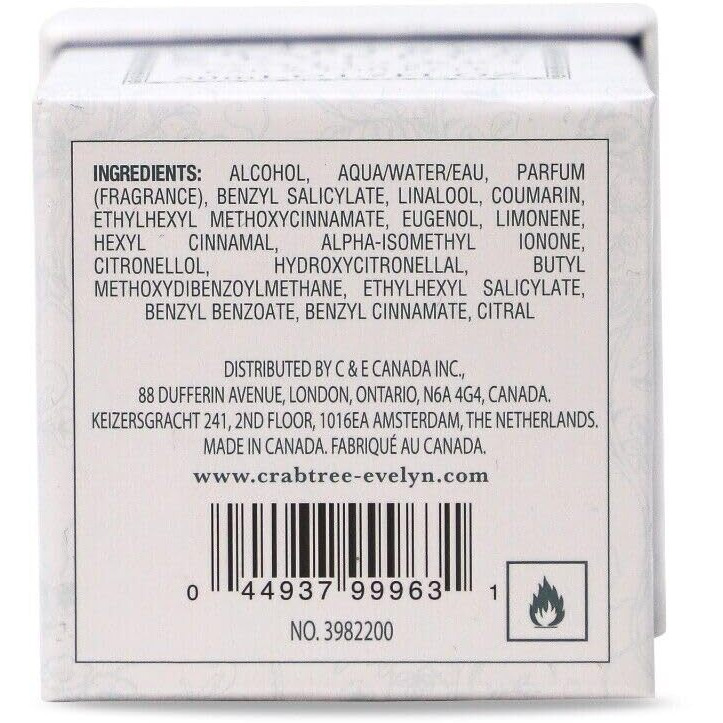 INGREDIENTS: ALCOHOL, AQUA/WATER/EAU, PARFUM
(FRAGRANCE), BENZYL SALICYLATE, LINALOOL, COUMARIN,
ETHYLHEXYL METHOXYCINNAMATE, EUGENOL, LIMONENE,
HEXYL CINNAMAL, ALPHA-ISOMETHYL IONONE,
CITRONELLOL, HYDROXYCITRONELLAL, BUTYL
METHOXYDIBENZOYLMETHANE, ETHYLHEXYL SALICYLATE,
BENZYL BENZOATE, BENZYL CINNAMATE, CITRAL
DISTRIBUTED BY C & E CANADA INC.,
88 DUFFERIN AVENUE, LONDON, ONTARIO, N6A 4G4, CANADA.
KEIZERSGRACHT 241, 2ND FLOOR, 1016EA AMSTERDAM, THE NETHERLANDS.
MADE IN CANADA. FABRIQUÉ AU CANADA.
www.crabtree-evelyn.com
0 44937 99963 1
NO. 3982200